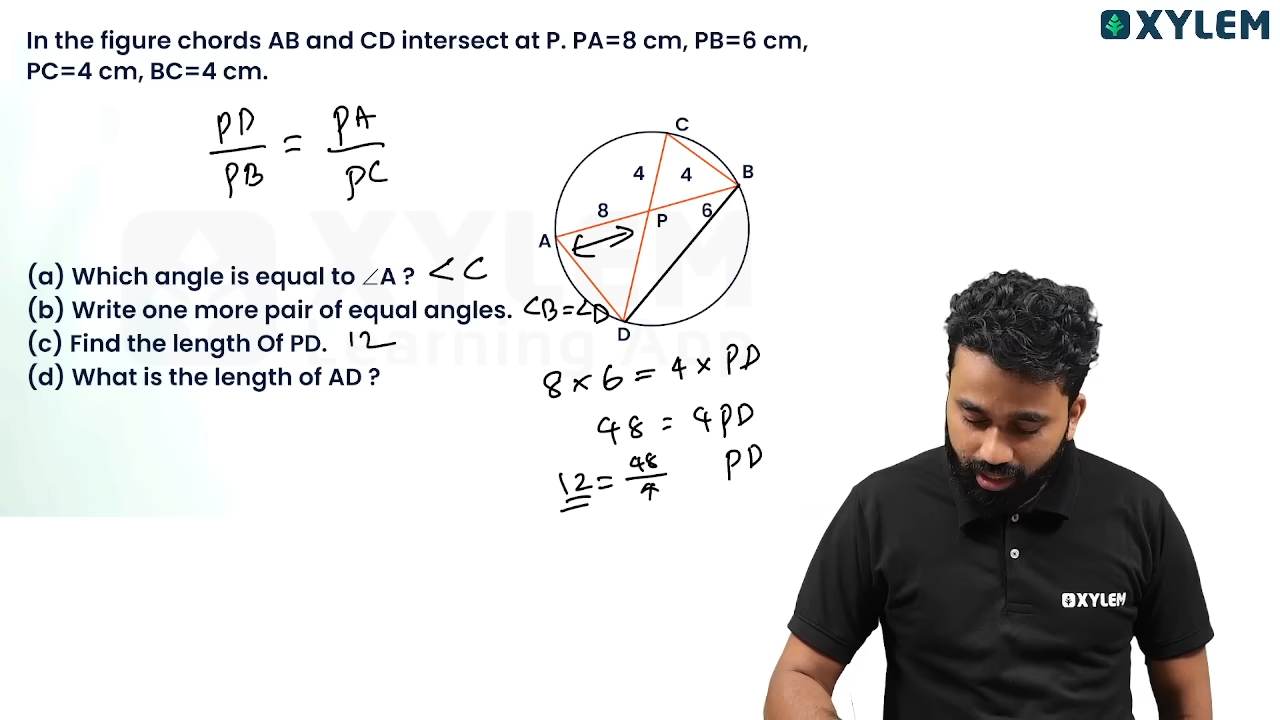 XYLEM
In the figure chords AB and CD intersect at P. PA=8 cm, PB=6 cm,
PC=4 cm, BC=4 cm.
PD/PB = PA/PC
C
B
4
4
8
6
P
A
D
(a) Which angle is equal to ∠A ? <C
(b) Write one more pair of equal angles. <B=<D
(c) Find the length Of PD. 12
(d) What is the length of AD ?
8 × 6 = 4 × PD
48 = 4PD
12 = 48/4 PD
XYLEM
Learning App
XYLEM